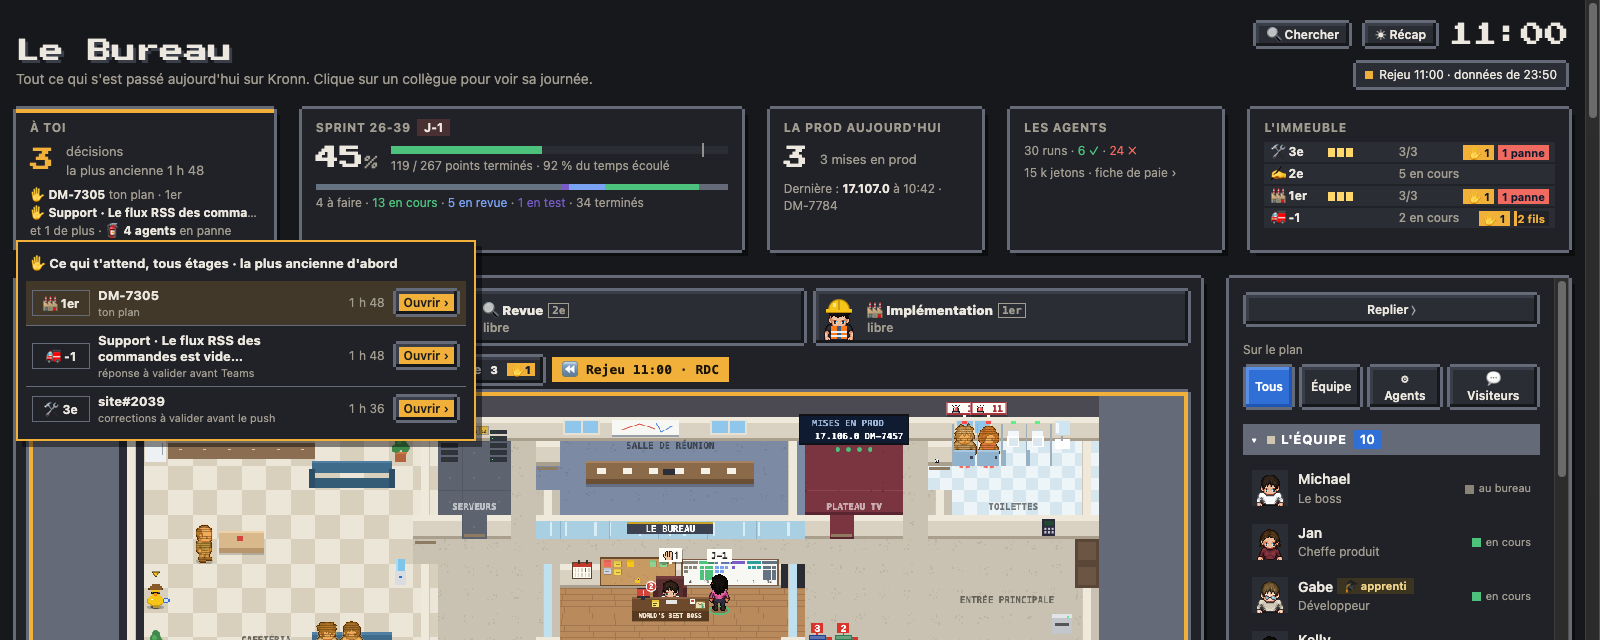 Le Bureau
Tout ce qui s'est passé aujourd'hui sur Kronn. Clique sur un collègue pour voir sa journée.
Chercher
Récap
11:00
Rejeu 11:00 · données de 23:50
À TOI
3
décisions
la plus ancienne 1 h 48
DM-7305 ton plan · 1er
Support · Le flux RSS des comma…
et 1 de plus · 4 agents en panne
SPRINT 26-39 J-1
45%
119 / 267 points terminés · 92 % du temps écoulé
4 à faire · 13 en cours · 5 en revue · 1 en test · 34 terminés
LA PROD AUJOURD'HUI
3 3 mises en prod
Dernière : 17.107.0 à 10:42 ·
DM-7784
LES AGENTS
30 runs · 6 ✓ · 24 ✕
15 k jetons · fiche de paie ›
L'IMMEUBLE
3e 3/3 1 1 panne
2e 5 en cours
1er 3/3 1 1 panne
-1 2 en cours 1 2 fils
Ce qui t'attend, tous étages · la plus ancienne d'abord
1er DM-7305 1 h 48 Ouvrir ›
ton plan
-1 Support · Le flux RSS des
commandes est vide... 1 h 48 Ouvrir ›
réponse à valider avant Teams
3e site#2039 1 h 36 Ouvrir ›
corrections à valider avant le push
Revue 2e
libre
Implémentation 1er
libre
e 3 1
Rejeu 11:00 · RDC
SALLE DE RÉUNION
MISES EN PROD
17.106.0 DM-7457
11
SERVEURS
PLATEAU TV
TOILETTES
LE BUREAU
1
J-1
2
WORLD'S BEST BOSS
ENTRÉE PRINCIPALE
CAFETERIA
3 2
Replier ›
Sur le plan
Tous
Équipe
Agents
Visiteurs
L'ÉQUIPE 10
Michael
Le boss
au bureau
Jan
Cheffe produit
en cours
Gabe apprenti
Développeur
en cours
Kelly